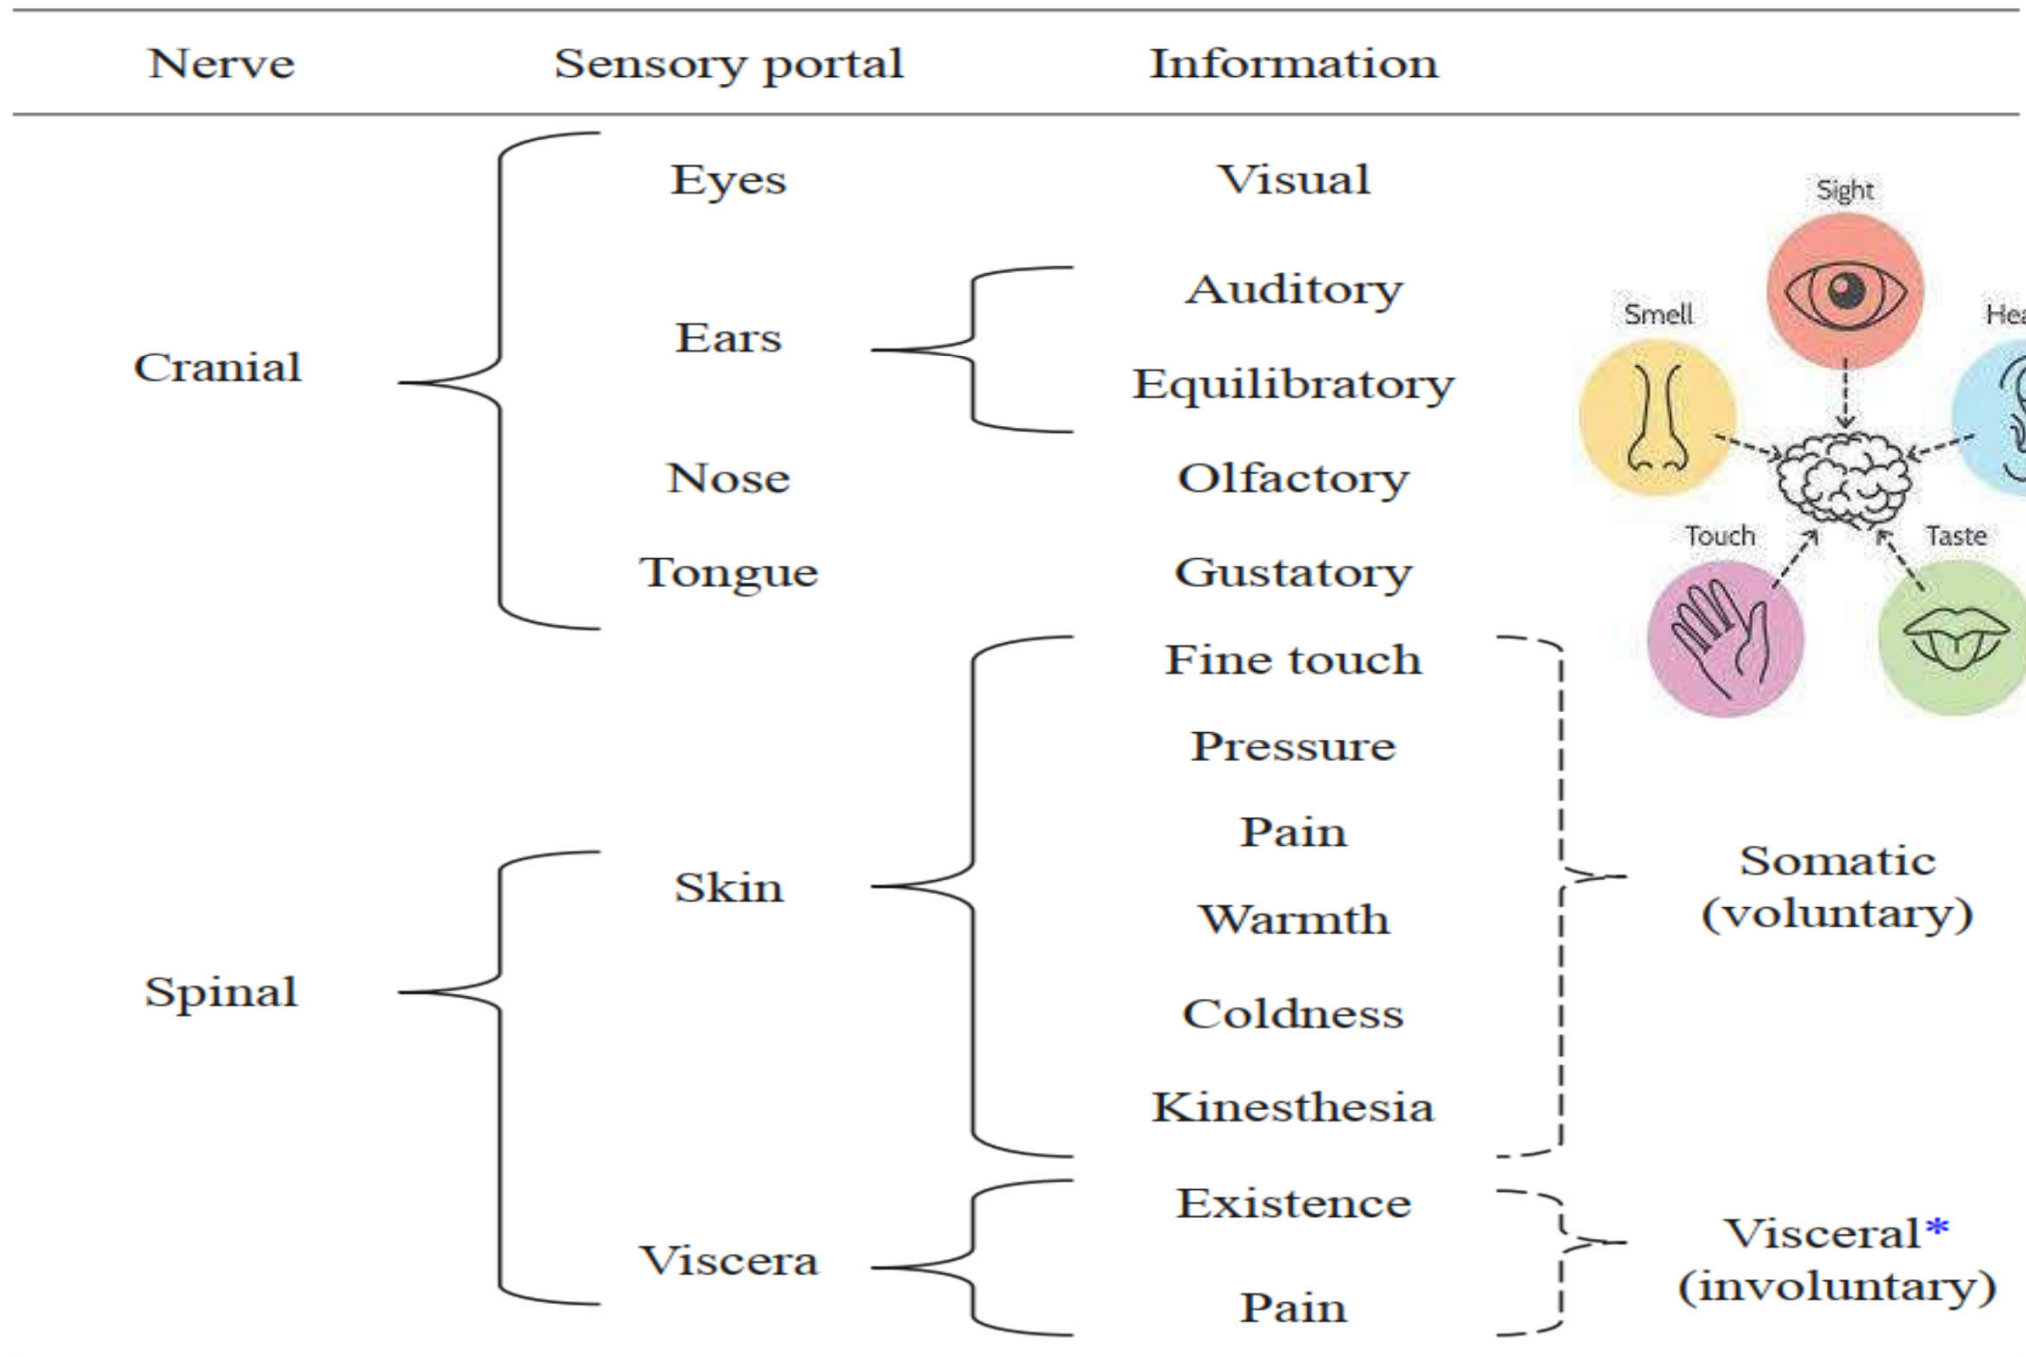 Nerve Sensory portal Information
Eyes Visual
Sight
Auditory
Smell Hea
Ears
Cranial
Equilibratory
Nose Olfactory
Touch Taste
Tongue Gustatory
Fine touch
Pressure
Pain
Skin
Somatic
(voluntary)
Warmth
Spinal
Coldness
Kinesthesia
Existence
Viscera
Visceral*
(involuntary)
Pain